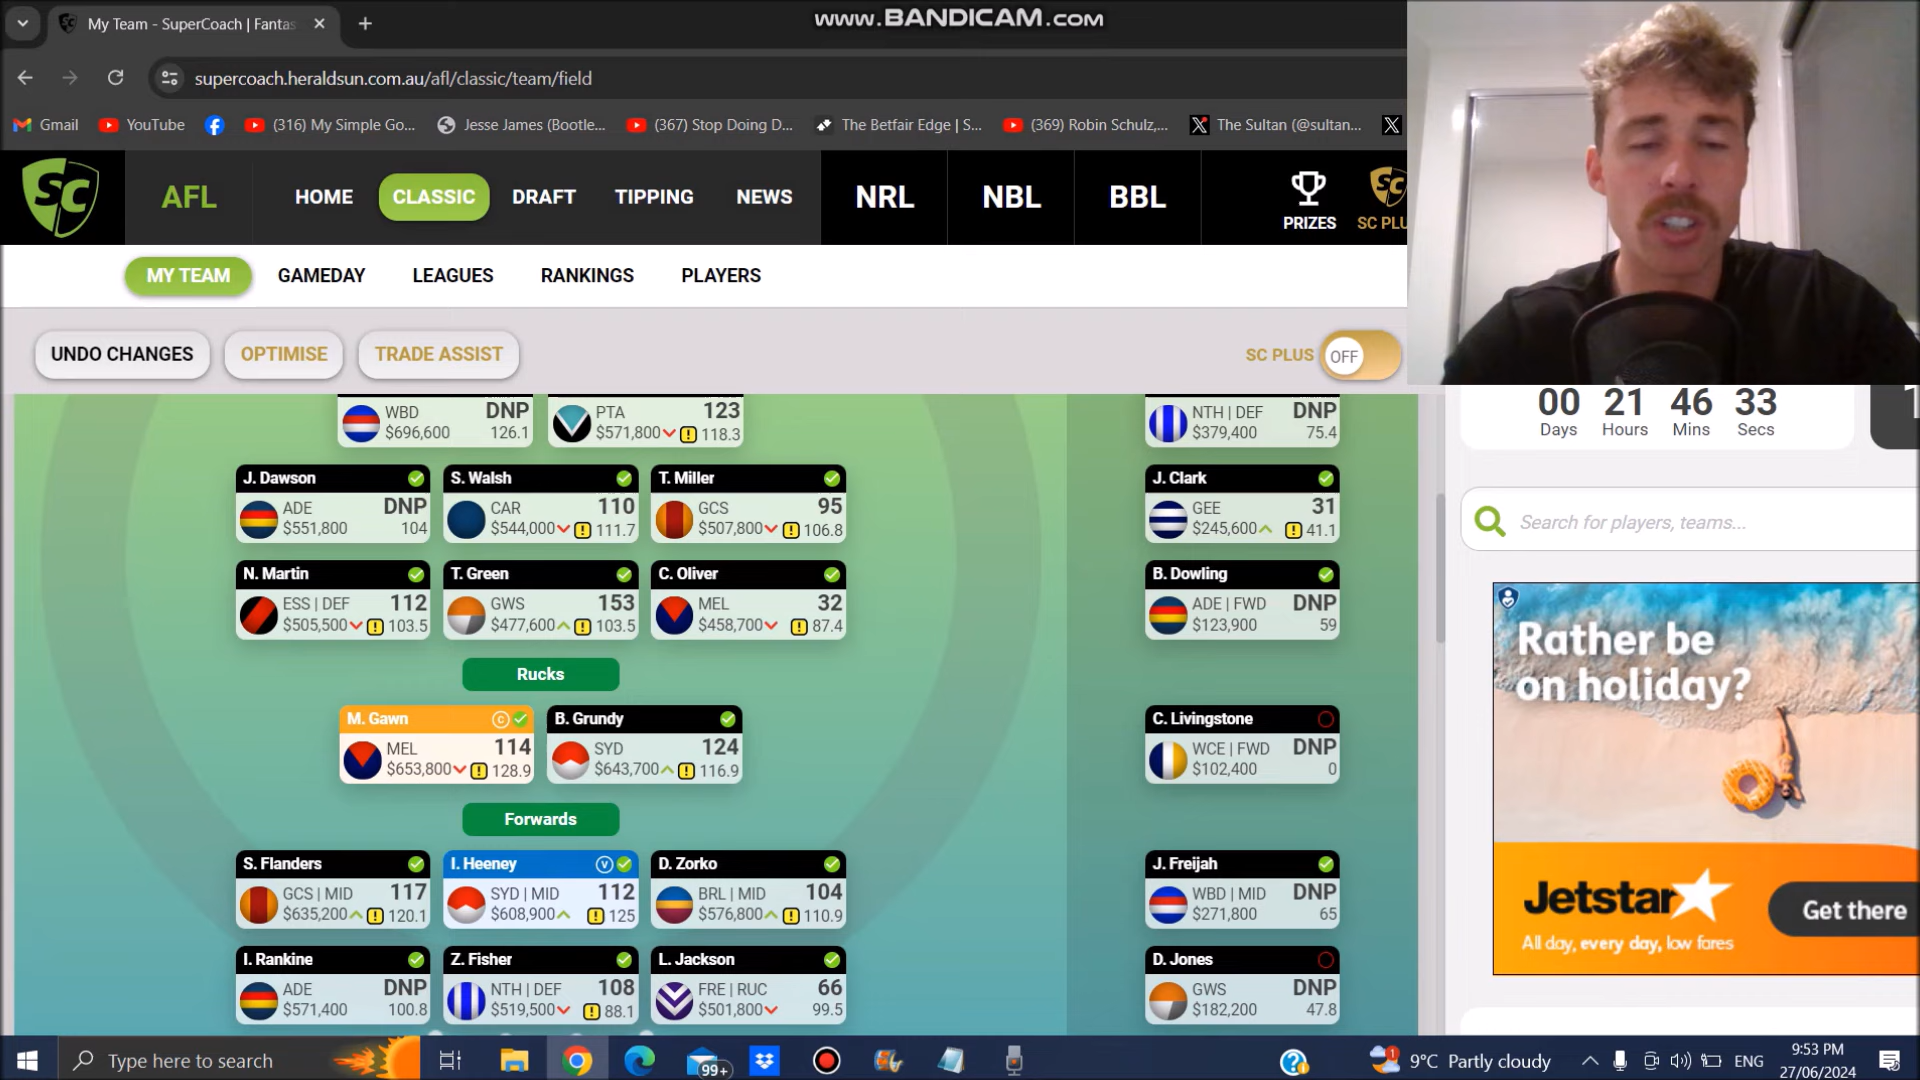 My Team - SuperCoach | Fantas
www.BANDICAM.com
supercoach.heraldsun.com.au/afl/classic/team/field
Gmail YouTube (316) My Simple Go... Jesse James (Bootle... (367) Stop Doing D... The Betfair Edge | S... (369) Robin Schulz,... The Sultan (@sultan...
SC AFL HOME CLASSIC DRAFT TIPPING NEWS NRL NBL BBL PRIZES SC PLU
MY TEAM GAMEDAY LEAGUES RANKINGS PLAYERS
UNDO CHANGES OPTIMISE TRADE ASSIST SC PLUS OFF
WBD DNP PTA 123 NTH | DEF DNP
$696,600 126.1 $571,800 118.3 $379,400 75.4
J. Dawson S. Walsh T. Miller J. Clark
ADE DNP CAR 110 GCS 95 GEE 31
$551,800 104 $544,000 111.7 $507,800 106.8 $245,600 41.1
N. Martin T. Green C. Oliver B. Dowling
ESS | DEF 112 GWS 153 MEL 32 ADE | FWD DNP
$505,500 103.5 $477,600 103.5 $458,700 87.4 $123,900 59
Rucks
M. Gawn C B. Grundy C. Livingstone
MEL 114 SYD 124 WCE | FWD DNP
$653,800 128.9 $643,700 116.9 $102,400 0
Forwards
S. Flanders I. Heeney V D. Zorko J. Freijah
GCS | MID 117 SYD | MID 112 BRL | MID 104 WBD | MID DNP
$635,200 120.1 $608,900 125 $576,800 110.9 $271,800 65
I. Rankine Z. Fisher L. Jackson D. Jones
ADE DNP NTH | DEF 108 FRE | RUC 66 GWS DNP
$571,400 100.8 $519,500 88.1 $501,800 99.5 $182,200 47.8
00 21 46 33
Days Hours Mins Secs
Search for players, teams...
Rather be
on holiday?
Jetstar Get there
All day, every day, low fares
Type here to search 99+ 1 9°C Partly cloudy ENG 9:53 PM
27/06/2024